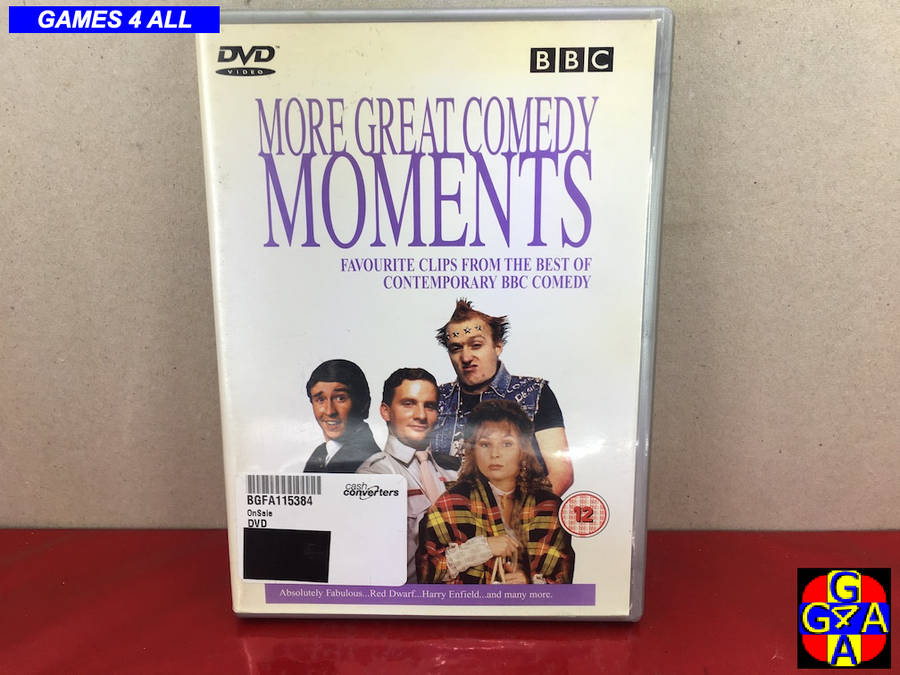 GAMES 4 ALL
DVD
VIDEO
BBC
MORE GREAT COMEDY
MOMENTS
FAVOURITE CLIPS FROM THE BEST OF
CONTEMPORARY BBC COMEDY
cash
converters
BGFA115384
OnSale
DVD
12
Absolutely Fabulous...Red Dwarf...Harry Enfield...and many more.
G
G4A
A